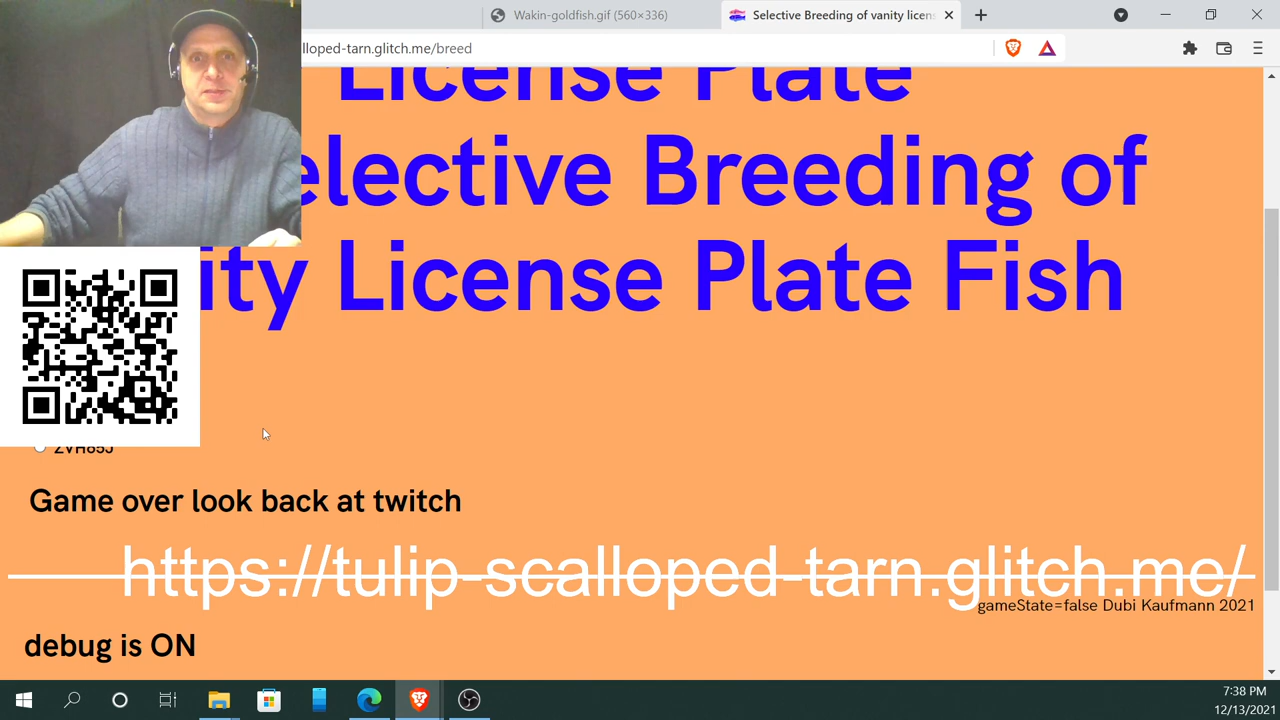 Wakin-goldfish.gif (560×336)
Selective Breeding of vanity licens
lloped-tarn.glitch.me/breed
License Plate
elective Breeding of
ity License Plate Fish
ZVH65J
Game over look back at twitch
https://tulip-scalloped-tarn.glitch.me/
gameState=false Dubi Kaufmann 2021
debug is ON
7:38 PM
12/13/2021